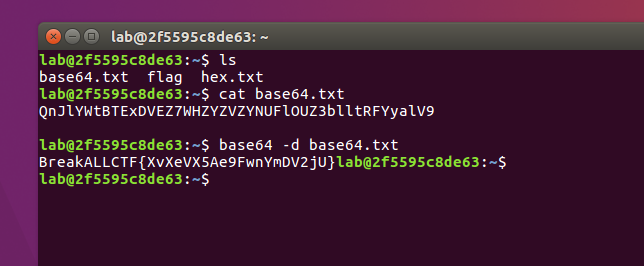 lab@2f5595c8de63: ~
lab@2f5595c8de63:~$ ls
base64.txt  flag  hex.txt
lab@2f5595c8de63:~$ cat base64.txt
QnJlYWtBTExDVEZ7WHZYZVZYNUFlOUZ3blltRFYyalV9
lab@2f5595c8de63:~$ base64 -d base64.txt
BreakALLCTF{XvXeVX5Ae9FwnYmDV2jU}lab@2f5595c8de63:~$
lab@2f5595c8de63:~$